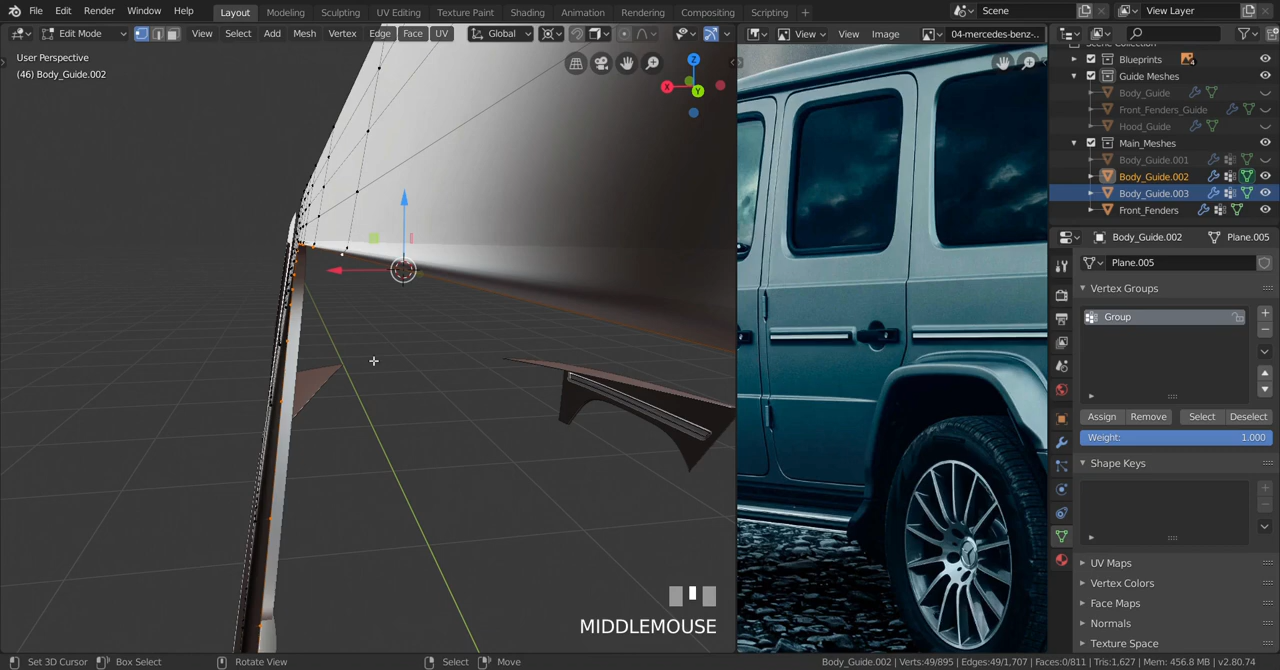 File Edit Render Window Help Layout Modeling Sculpting UV Editing Texture Paint Shading Animation Rendering Compositing Scripting + Scene View Layer
Edit Mode View Select Add Mesh Vertex Edge Face UV Global View View Image 04-mercedes-benz-..
User Perspective
(46) Body_Guide.002
Z
X
Y
Blueprints 4
Guide Meshes
Body_Guide
Front_Fenders_Guide
Hood_Guide
Main_Meshes
Body_Guide.001
Body_Guide.002
Body_Guide.003
Front_Fenders
Body_Guide.002 Plane.005
Plane.005
Vertex Groups
Group
Assign Remove Select Deselect
Weight: 1.000
Shape Keys
UV Maps
Vertex Colors
Face Maps
Normals
Texture Space
MIDDLEMOUSE
Set 3D Cursor Box Select Rotate View Select Move Body_Guide.002 | Verts:49/895 | Edges:49/1,707 | Faces:0/811 | Tris:1,627 | Mem: 456.8 MB | v2.80.74